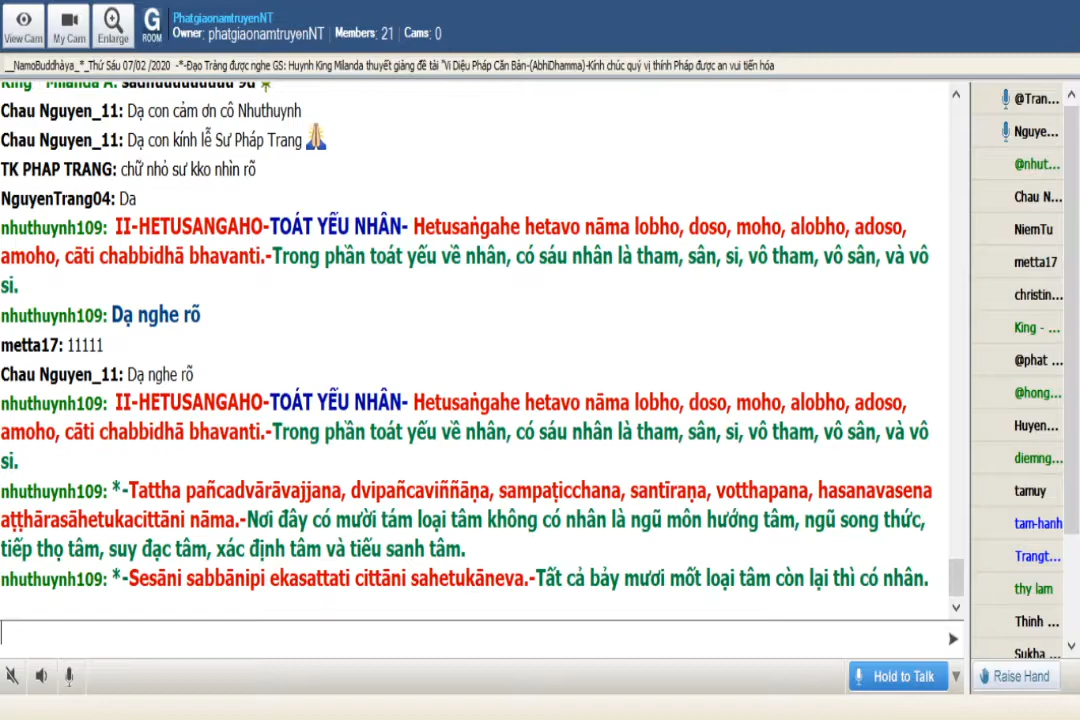 PhatgiaonamtruyenNT
View Cam My Cam Enlarge G ROOM Owner: phatgiaonamtruyenNT Members: 21 Cams: 0
__NamoBuddhàya_*_Thứ Sáu 07/02 /2020 -*-Đạo Tràng được nghe GS: Huynh King Milanda thuyết giảng đề tài "Vi Diệu Pháp Căn Bản-(AbhiDhamma)-Kính chúc quý vị thính Pháp được an vui tiến hóa
King - Milanda A: sadhuuuuuuuuu 9d
Chau Nguyen_11: Dạ con cảm ơn cô Nhuthuynh
Chau Nguyen_11: Dạ con kính lễ Sư Pháp Trang
TK PHAP TRANG: chữ nhỏ sư kko nhìn rõ
NguyenTrang04: Da
nhuthuynh109: II-HETUSANGAHO-TOÁT YẾU NHÂN- Hetusaṅgahe hetavo nāma lobho, doso, moho, alobho, adoso,
amoho, cāti chabbidhā bhavanti.-Trong phần toát yếu về nhân, có sáu nhân là tham, sân, si, vô tham, vô sân, và vô
si.
nhuthuynh109: Dạ nghe rõ
metta17: 11111
Chau Nguyen_11: Dạ nghe rõ
nhuthuynh109: II-HETUSANGAHO-TOÁT YẾU NHÂN- Hetusaṅgahe hetavo nāma lobho, doso, moho, alobho, adoso,
amoho, cāti chabbidhā bhavanti.-Trong phần toát yếu về nhân, có sáu nhân là tham, sân, si, vô tham, vô sân, và vô
si.
nhuthuynh109: *-Tattha pañcadvārāvajjana, dvipañcaviññāṇa, sampaṭicchana, santīraṇa, votthapana, hasanavasena
aṭṭhārasāhetukacittāni nāma.-Nơi đây có mười tám loại tâm không có nhân là ngũ môn hướng tâm, ngũ song thức,
tiếp thọ tâm, suy đạc tâm, xác định tâm và tiếu sanh tâm.
nhuthuynh109: *-Sesāni sabbānipi ekasattati cittāni sahetukāneva.-Tất cả bảy mươi mốt loại tâm còn lại thì có nhân.
@Tran...
Nguye...
@nhut...
Chau N...
NiemTu
metta17
christin...
King - ...
@phat ...
@hong...
Huyen...
diemng...
tamuy
tam-hanh
Trangt...
thy lam
Thinh ...
Sukha ...
Hold to Talk
Raise Hand